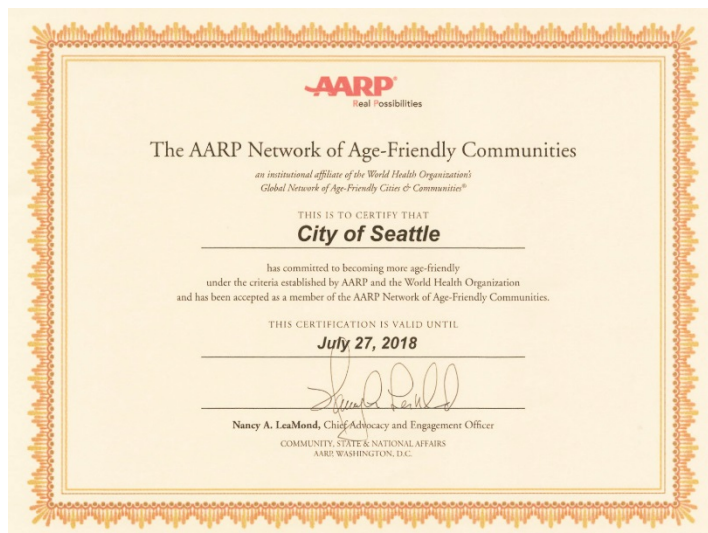 AARP®
Real Possibilities
The AARP Network of Age-Friendly Communities
an institutional affiliate of the World Health Organization's
Global Network of Age-Friendly Cities & Communities®
THIS IS TO CERTIFY THAT
City of Seattle
has committed to becoming more age-friendly
under the criteria established by AARP and the World Health Organization
and has been accepted as a member of the AARP Network of Age-Friendly Communities.
THIS CERTIFICATION IS VALID UNTIL
July 27, 2018
Nancy A. LeaMond, Chief Advocacy and Engagement Officer
COMMUNITY, STATE & NATIONAL AFFAIRS
AARP, WASHINGTON, D.C.